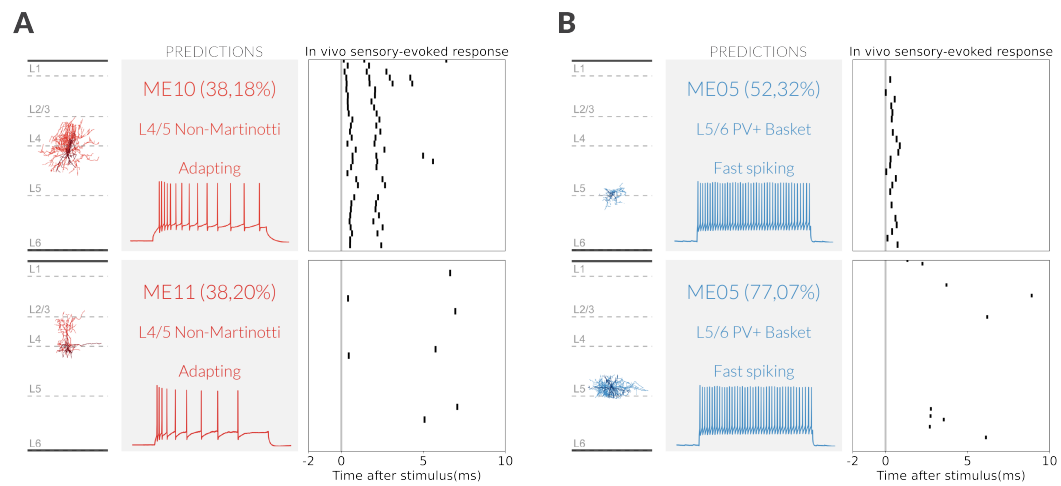 A
PREDICTIONS
In vivo sensory-evoked response
L1
L2/3
L4
L5
L6
ME10 (38,18%)
L4/5 Non-Martinotti
Adapting
L1
L2/3
L4
L5
L6
ME11 (38,20%)
L4/5 Non-Martinotti
Adapting
-2 0 5 10
Time after stimulus(ms)
B
PREDICTIONS
In vivo sensory-evoked response
L1
L2/3
L4
L5
L6
ME05 (52,32%)
L5/6 PV+ Basket
Fast spiking
L1
L2/3
L4
L5
L6
ME05 (77,07%)
L5/6 PV+ Basket
Fast spiking
-2 0 5 10
Time after stimulus(ms)